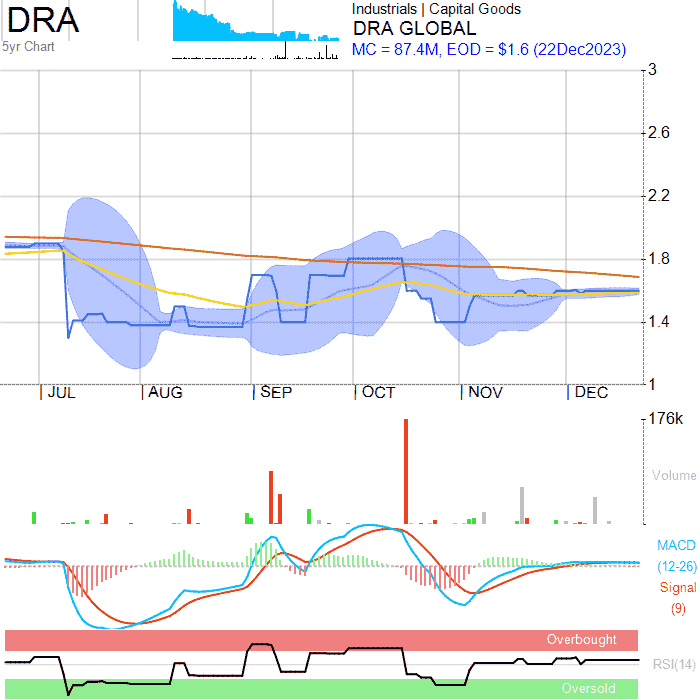 DRA
5yr Chart
Industrials | Capital Goods
DRA GLOBAL
MC = 87.4M, EOD = $1.6 (22Dec2023)
3
2.6
2.2
1.8
1.4
1
| JUL | AUG | SEP | OCT | NOV | DEC
176k
Volume
MACD
(12-26)
Signal
(9)
Overbought
RSI(14)
Oversold